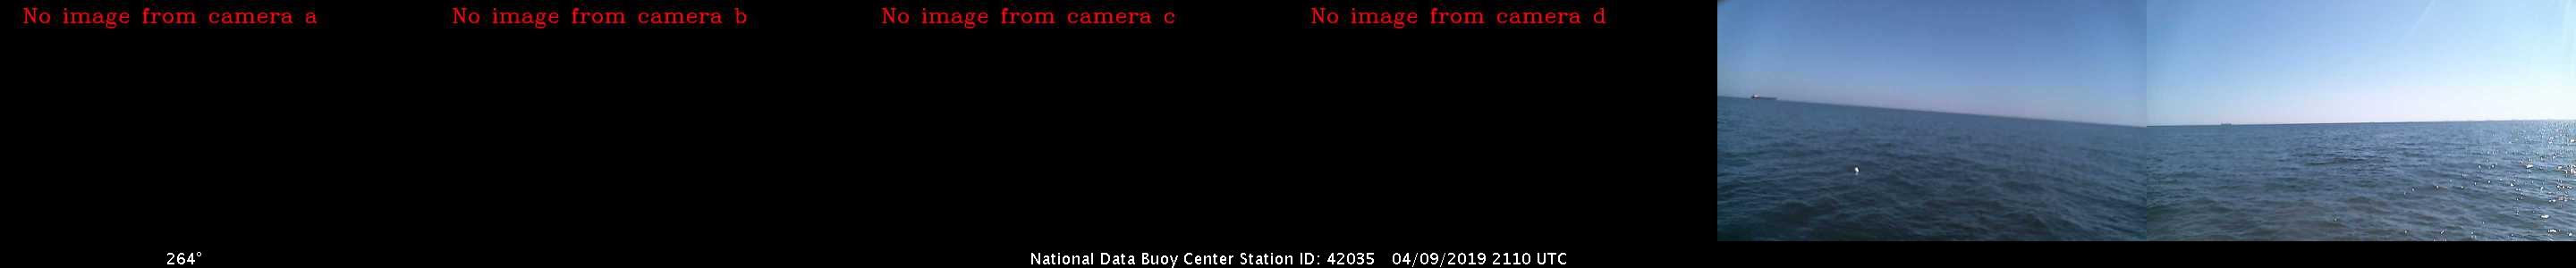 No image from camera a
No image from camera b
No image from camera c
No image from camera d
264°
National Data Buoy Center Station ID: 42035 04/09/2019 2110 UTC